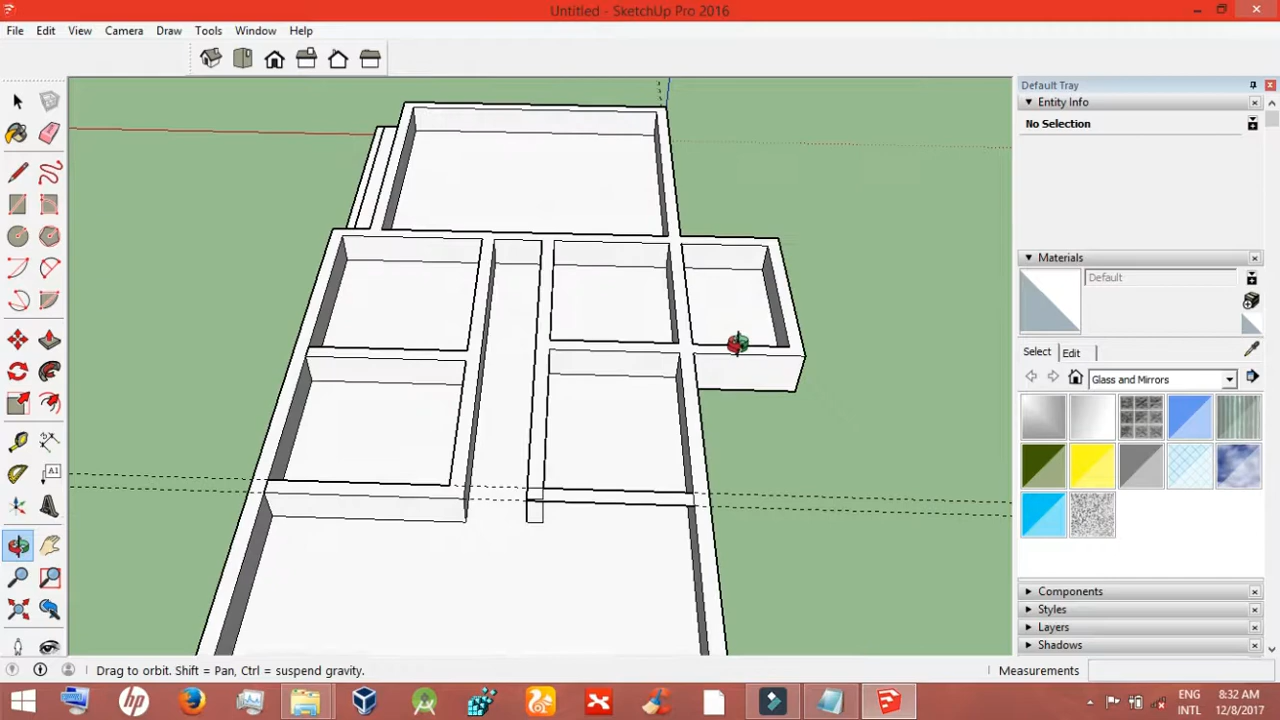 Untitled - SketchUp Pro 2016
File Edit View Camera Draw Tools Window Help
Default Tray
Entity Info
No Selection
Materials
Default
Select Edit
Glass and Mirrors
A1
Components
Styles
Layers
Shadows
Drag to orbit. Shift = Pan, Ctrl = suspend gravity.
Measurements
hp
ENG 8:32 AM
INTL 12/8/2017